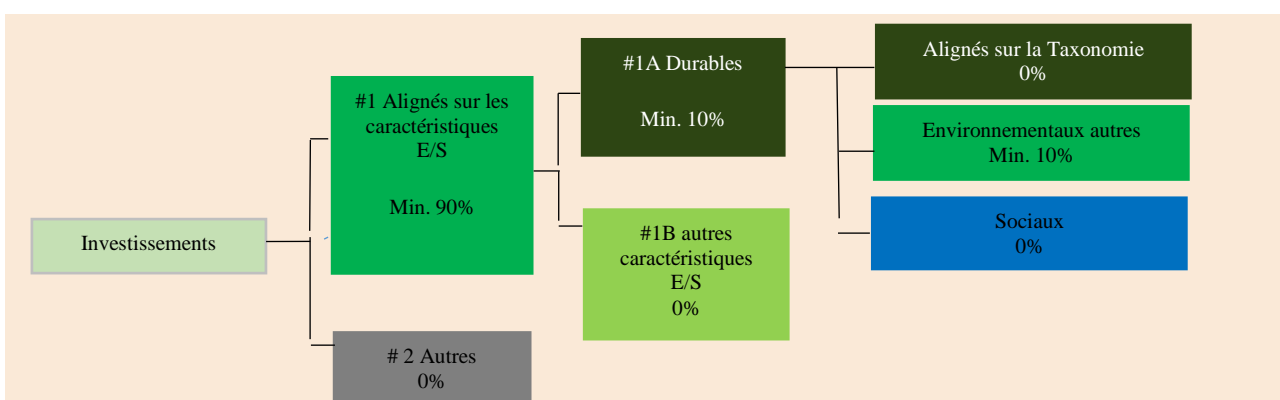 Investissements
#1 Alignés sur les
caractéristiques
E/S
Min. 90%
# 2 Autres
0%
#1A Durables
Min. 10%
#1B autres
caractéristiques
E/S
0%
Alignés sur la Taxonomie
0%
Environnementaux autres
Min. 10%
Sociaux
0%